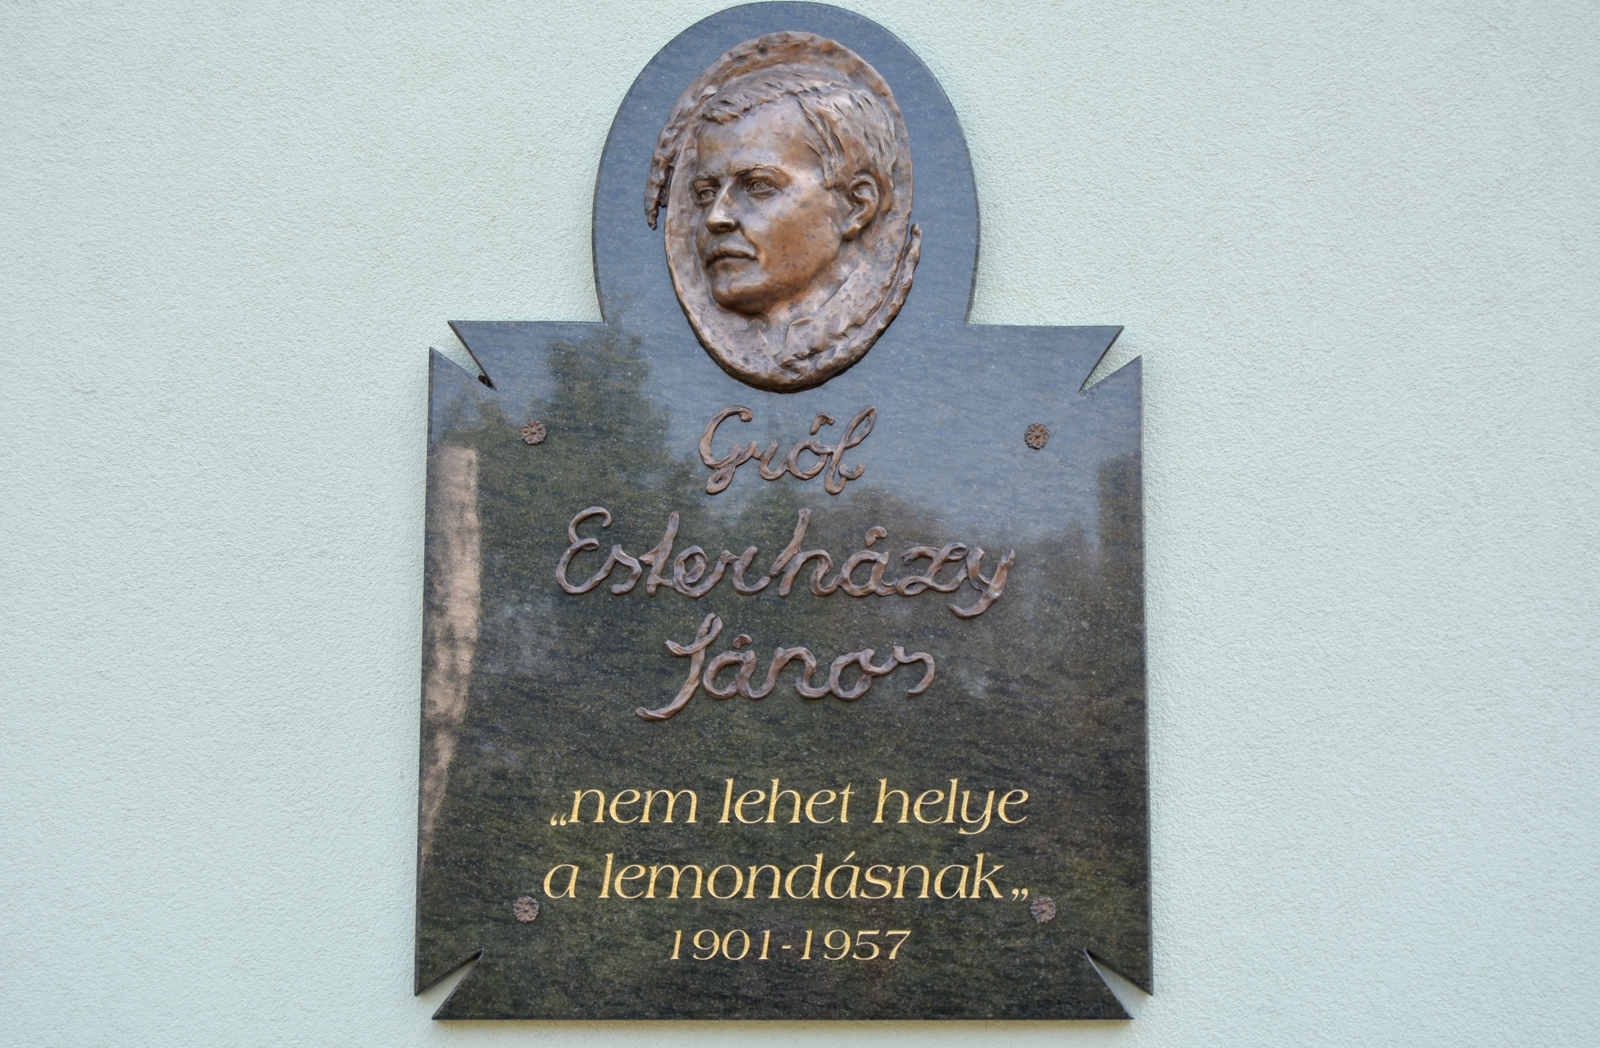 Gróf
Esterházy
János
„nem lehet helye
a lemondásnak„
1901-1957